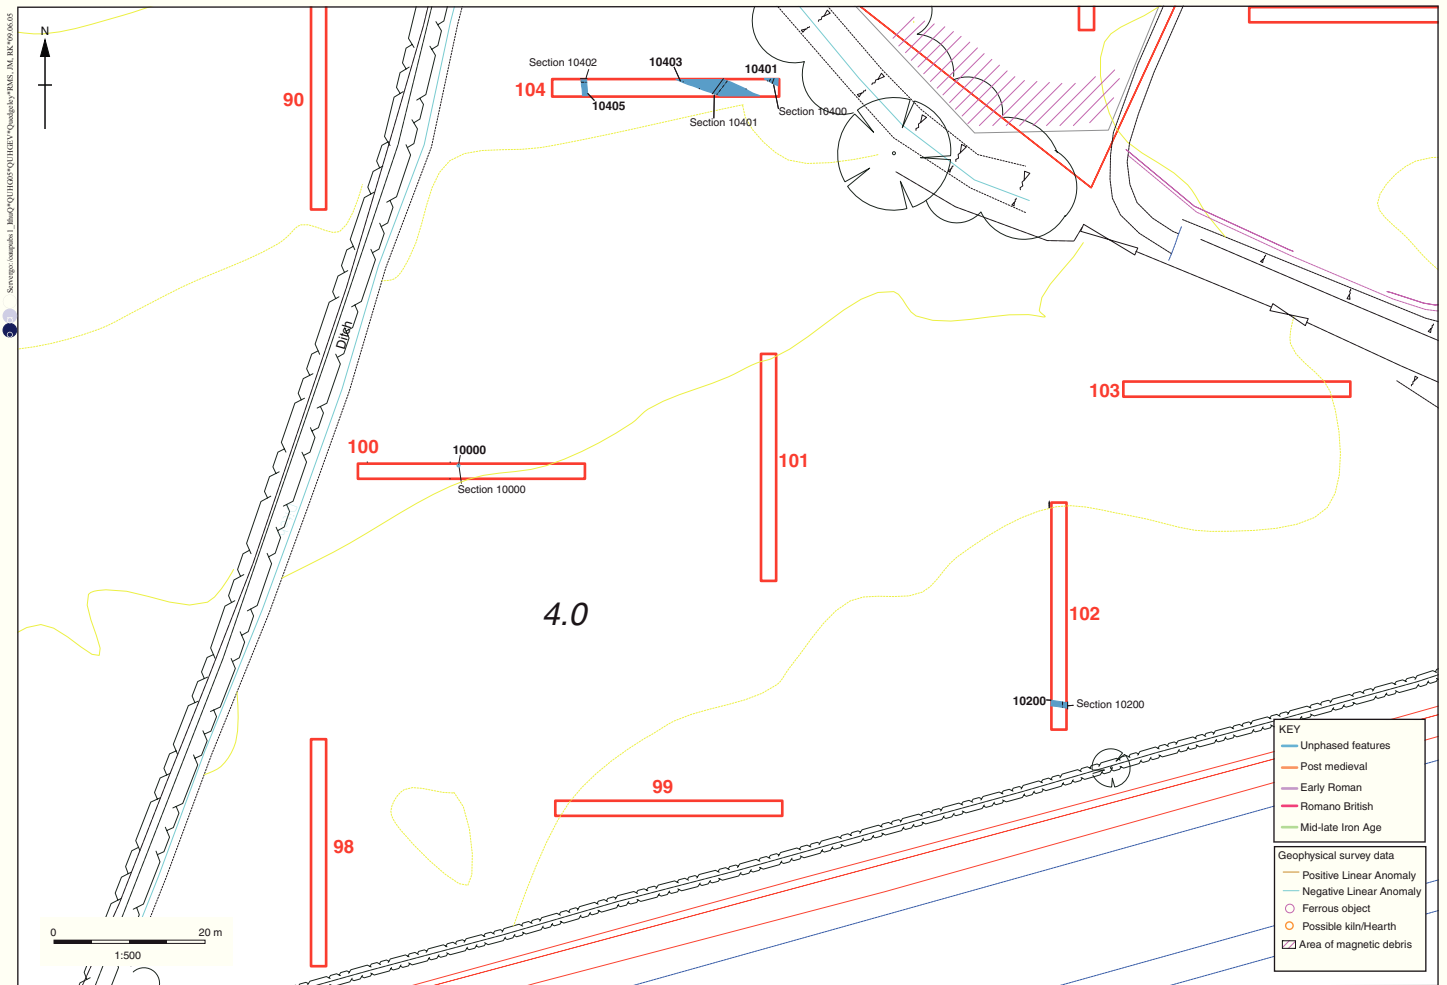 N
90
Section 10402
10403
10401
104
10405
Section 10400
Section 10401
Ditch
103
100
10000
101
Section 10000
4.0
102
10200
Section 10200
99
98
KEY
Unphased features
Post medieval
Early Roman
Romano British
Mid-late Iron Age
Geophysical survey data
Positive Linear Anomaly
Negative Linear Anomaly
Ferrous object
Possible kiln/Hearth
Area of magnetic debris
0 20 m
1:500